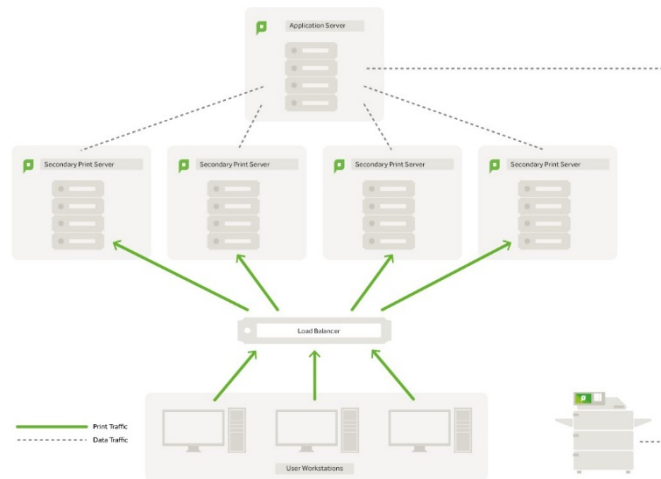 Application Server
Secondary Print Server
Secondary Print Server
Secondary Print Server
Secondary Print Server
Load Balancer
Print Traffic
Data Traffic
User Workstations